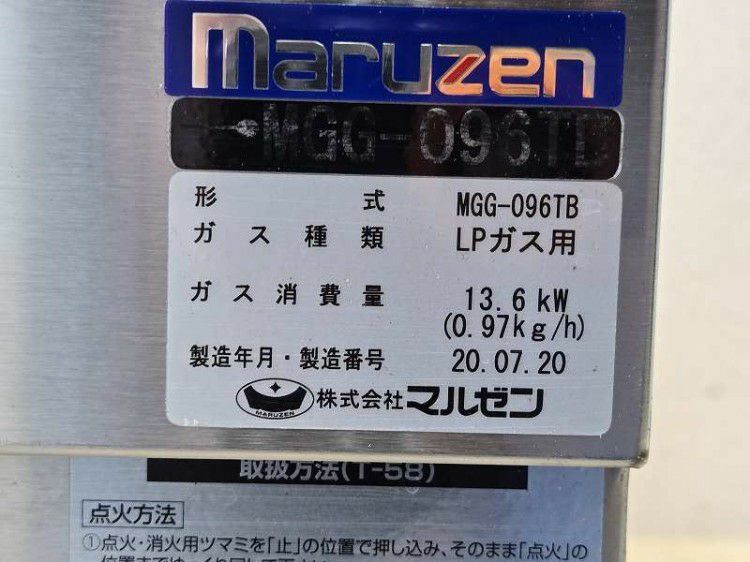 maruzen
MGG-096TB
形 式 MGG-096TB
ガス種類 LPガス用
ガス消費量 13.6kW
(0.97kg/h)
製造年月・製造番号 20.07.20
MARUZEN 株式会社マルゼン
取扱方法(T-58)
点火方法
①点火・消火用ツマミを「止」の位置で押し込み、そのまま「点火」の